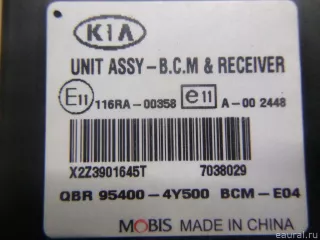 KIA
UNIT ASSY - B.C.M & RECEIVER
E11 116RA-00358 e11 A-00 2448
X2Z3901645T 7038029
QBR 95400-4Y500 BCM-E04
MOBIS MADE IN CHINA
© eaural.ru